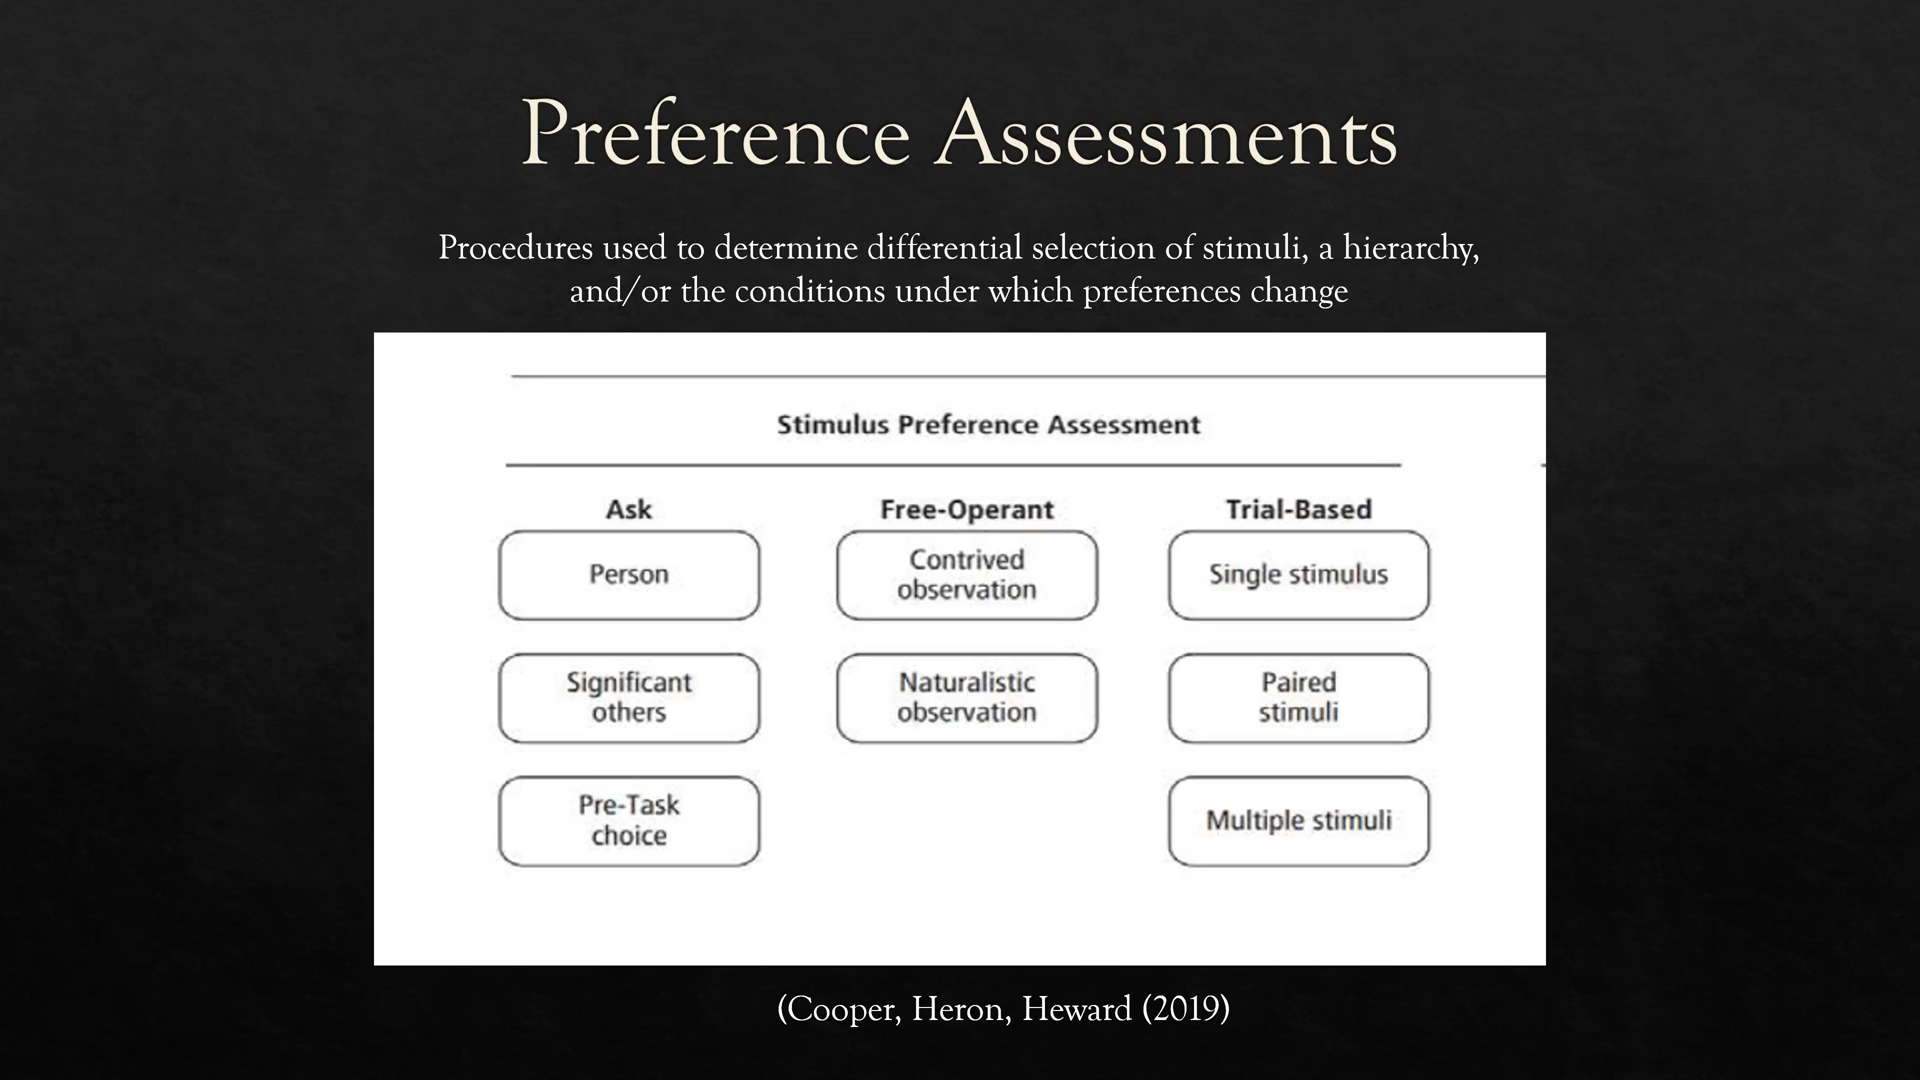 Preference Assessments
Procedures used to determine differential selection of stimuli, a hierarchy,
and/or the conditions under which preferences change
Stimulus Preference Assessment
Ask
Person
Significant
others
Pre-Task
choice
Free-Operant
Contrived
observation
Naturalistic
observation
Trial-Based
Single stimulus
Paired
stimuli
Multiple stimuli
(Cooper, Heron, Heward (2019)